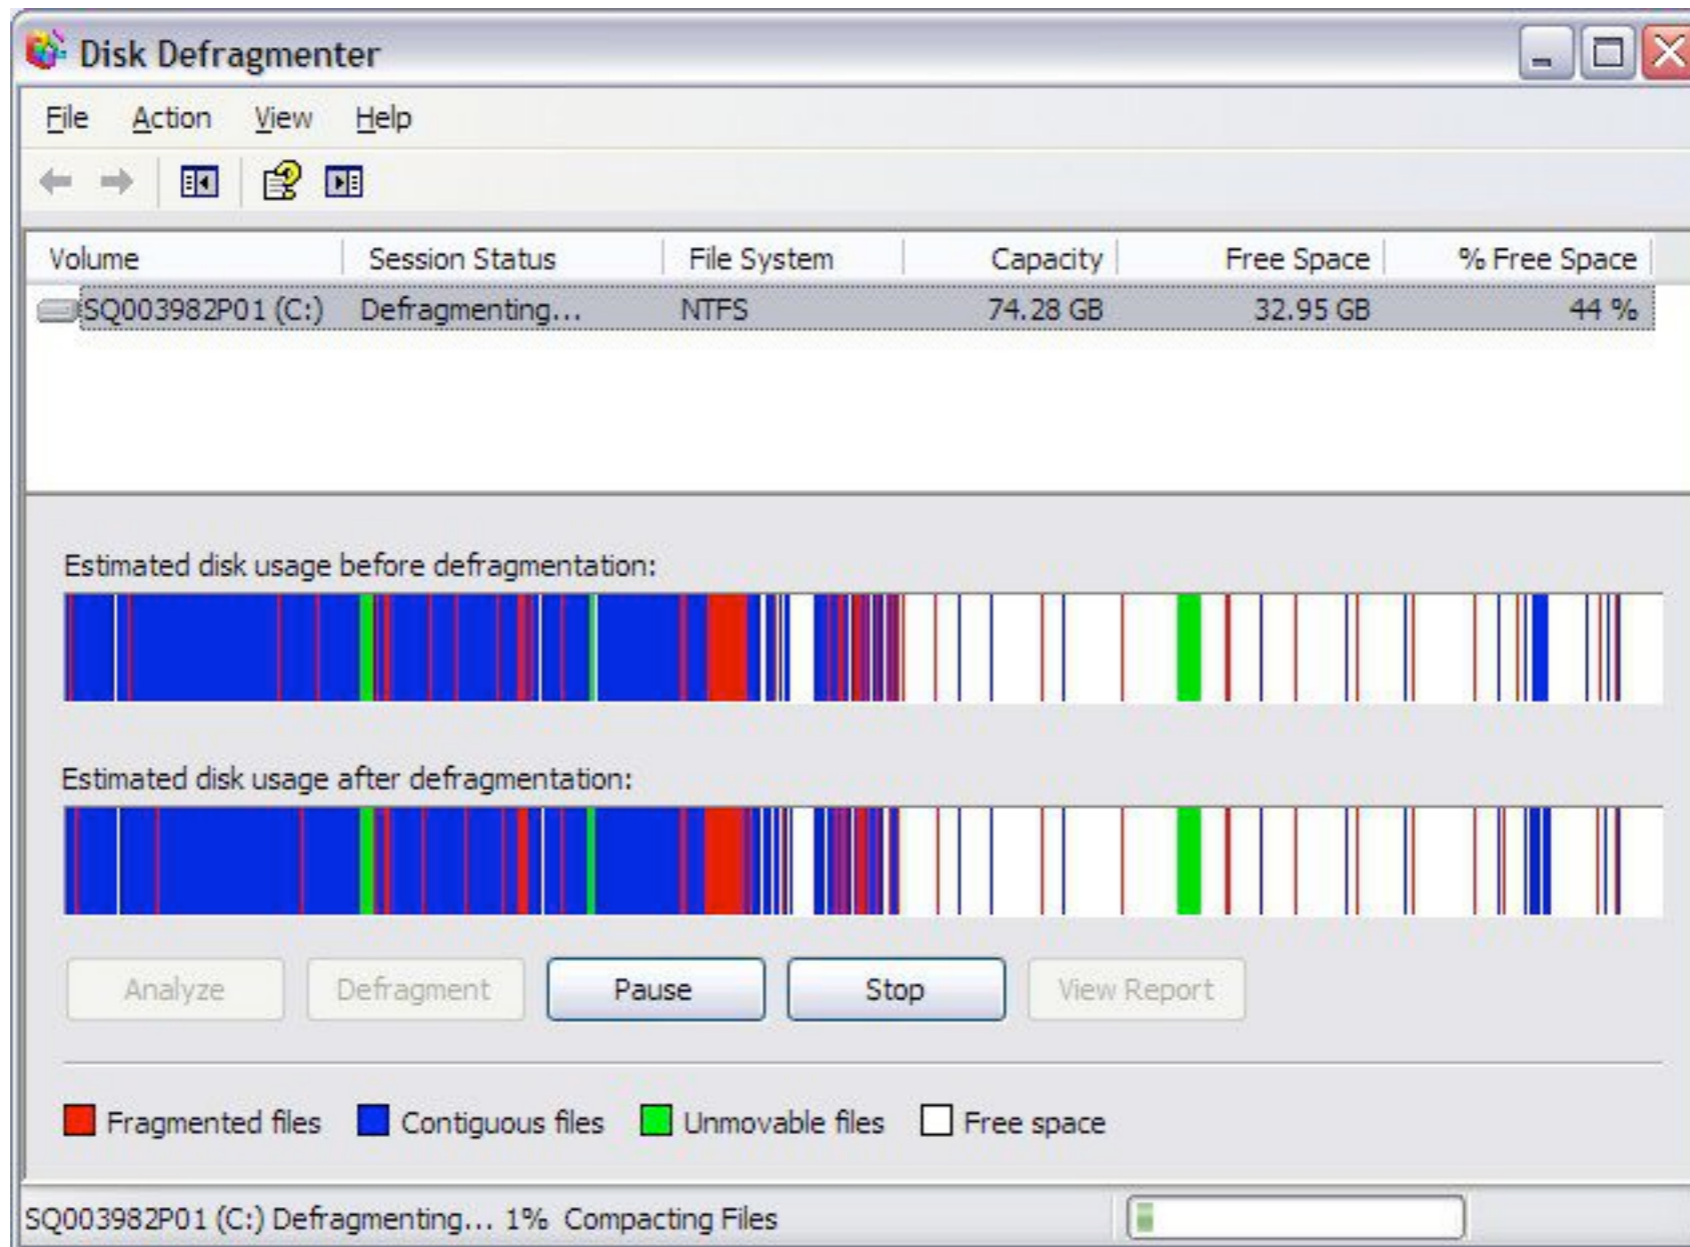 Disk Defragmenter
File Action View Help
Volume Session Status File System Capacity Free Space % Free Space
SQ003982P01 (C:) Defragmenting... NTFS 74.28 GB 32.95 GB 44 %
Estimated disk usage before defragmentation:
Estimated disk usage after defragmentation:
Analyze Defragment Pause Stop View Report
Fragmented files Contiguous files Unmovable files Free space
SQ003982P01 (C:) Defragmenting... 1% Compacting Files